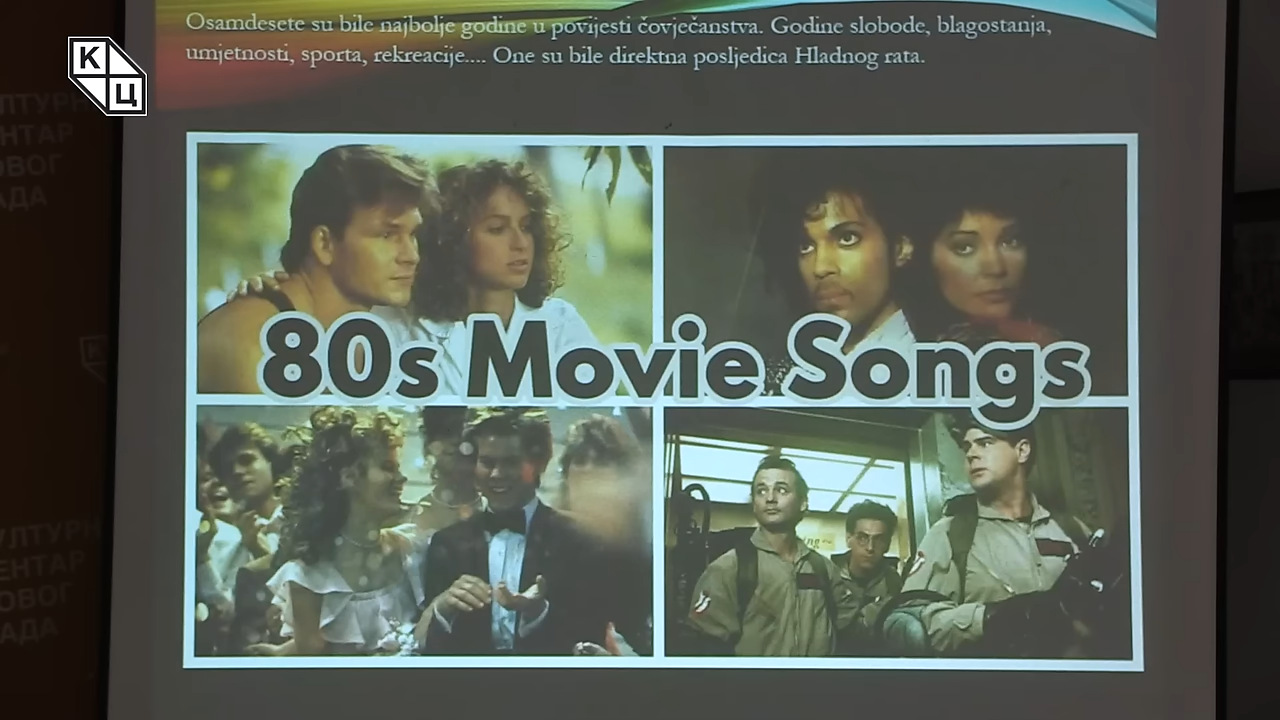 Osamdesete su bile najbolje godine u povijesti čovječanstva. Godine slobode, blagostanja,
umjetnosti, sporta, rekreacije.... One su bile direktna posljedica Hladnog rata.
К
Ц
80s Movie Songs